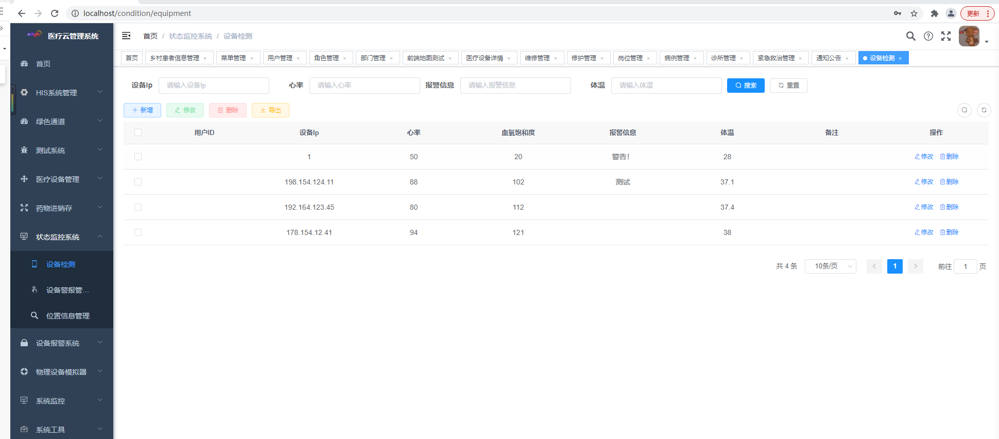 localhost/condition/equipment
更新
医疗云管理系统
首页 / 状态监控系统 / 设备检测
首页 乡村患者信息管理 × 菜单管理 × 用户管理 × 角色管理 × 部门管理 × 前端地图测试 × 医疗设备详情 × 维修管理 × 修护管理 × 岗位管理 × 病例管理 × 诊所管理 × 紧急救治管理 × 通知公告 × 设备检测 ×
首页
HIS系统管理
绿色通道
测试系统
医疗设备管理
药物进销存
状态监控系统
设备检测
设备警报管...
位置信息管理
设备报警系统
物理设备模拟器
系统监控
系统工具
设备Ip 请输入设备Ip 心率 请输入心率 报警信息 请输入报警信息 体温 请输入体温 搜索 重置
新增 修改 删除 导出
用户ID 设备Ip 心率 血氧饱和度 报警信息 体温 备注 操作
1 50 20 警告! 28 修改 删除
198.154.124.11 88 102 测试 37.1 修改 删除
192.164.123.45 80 112 37.4 修改 删除
178.154.12.41 94 121 38 修改 删除
共 4 条 10条/页 1 前往 1 页